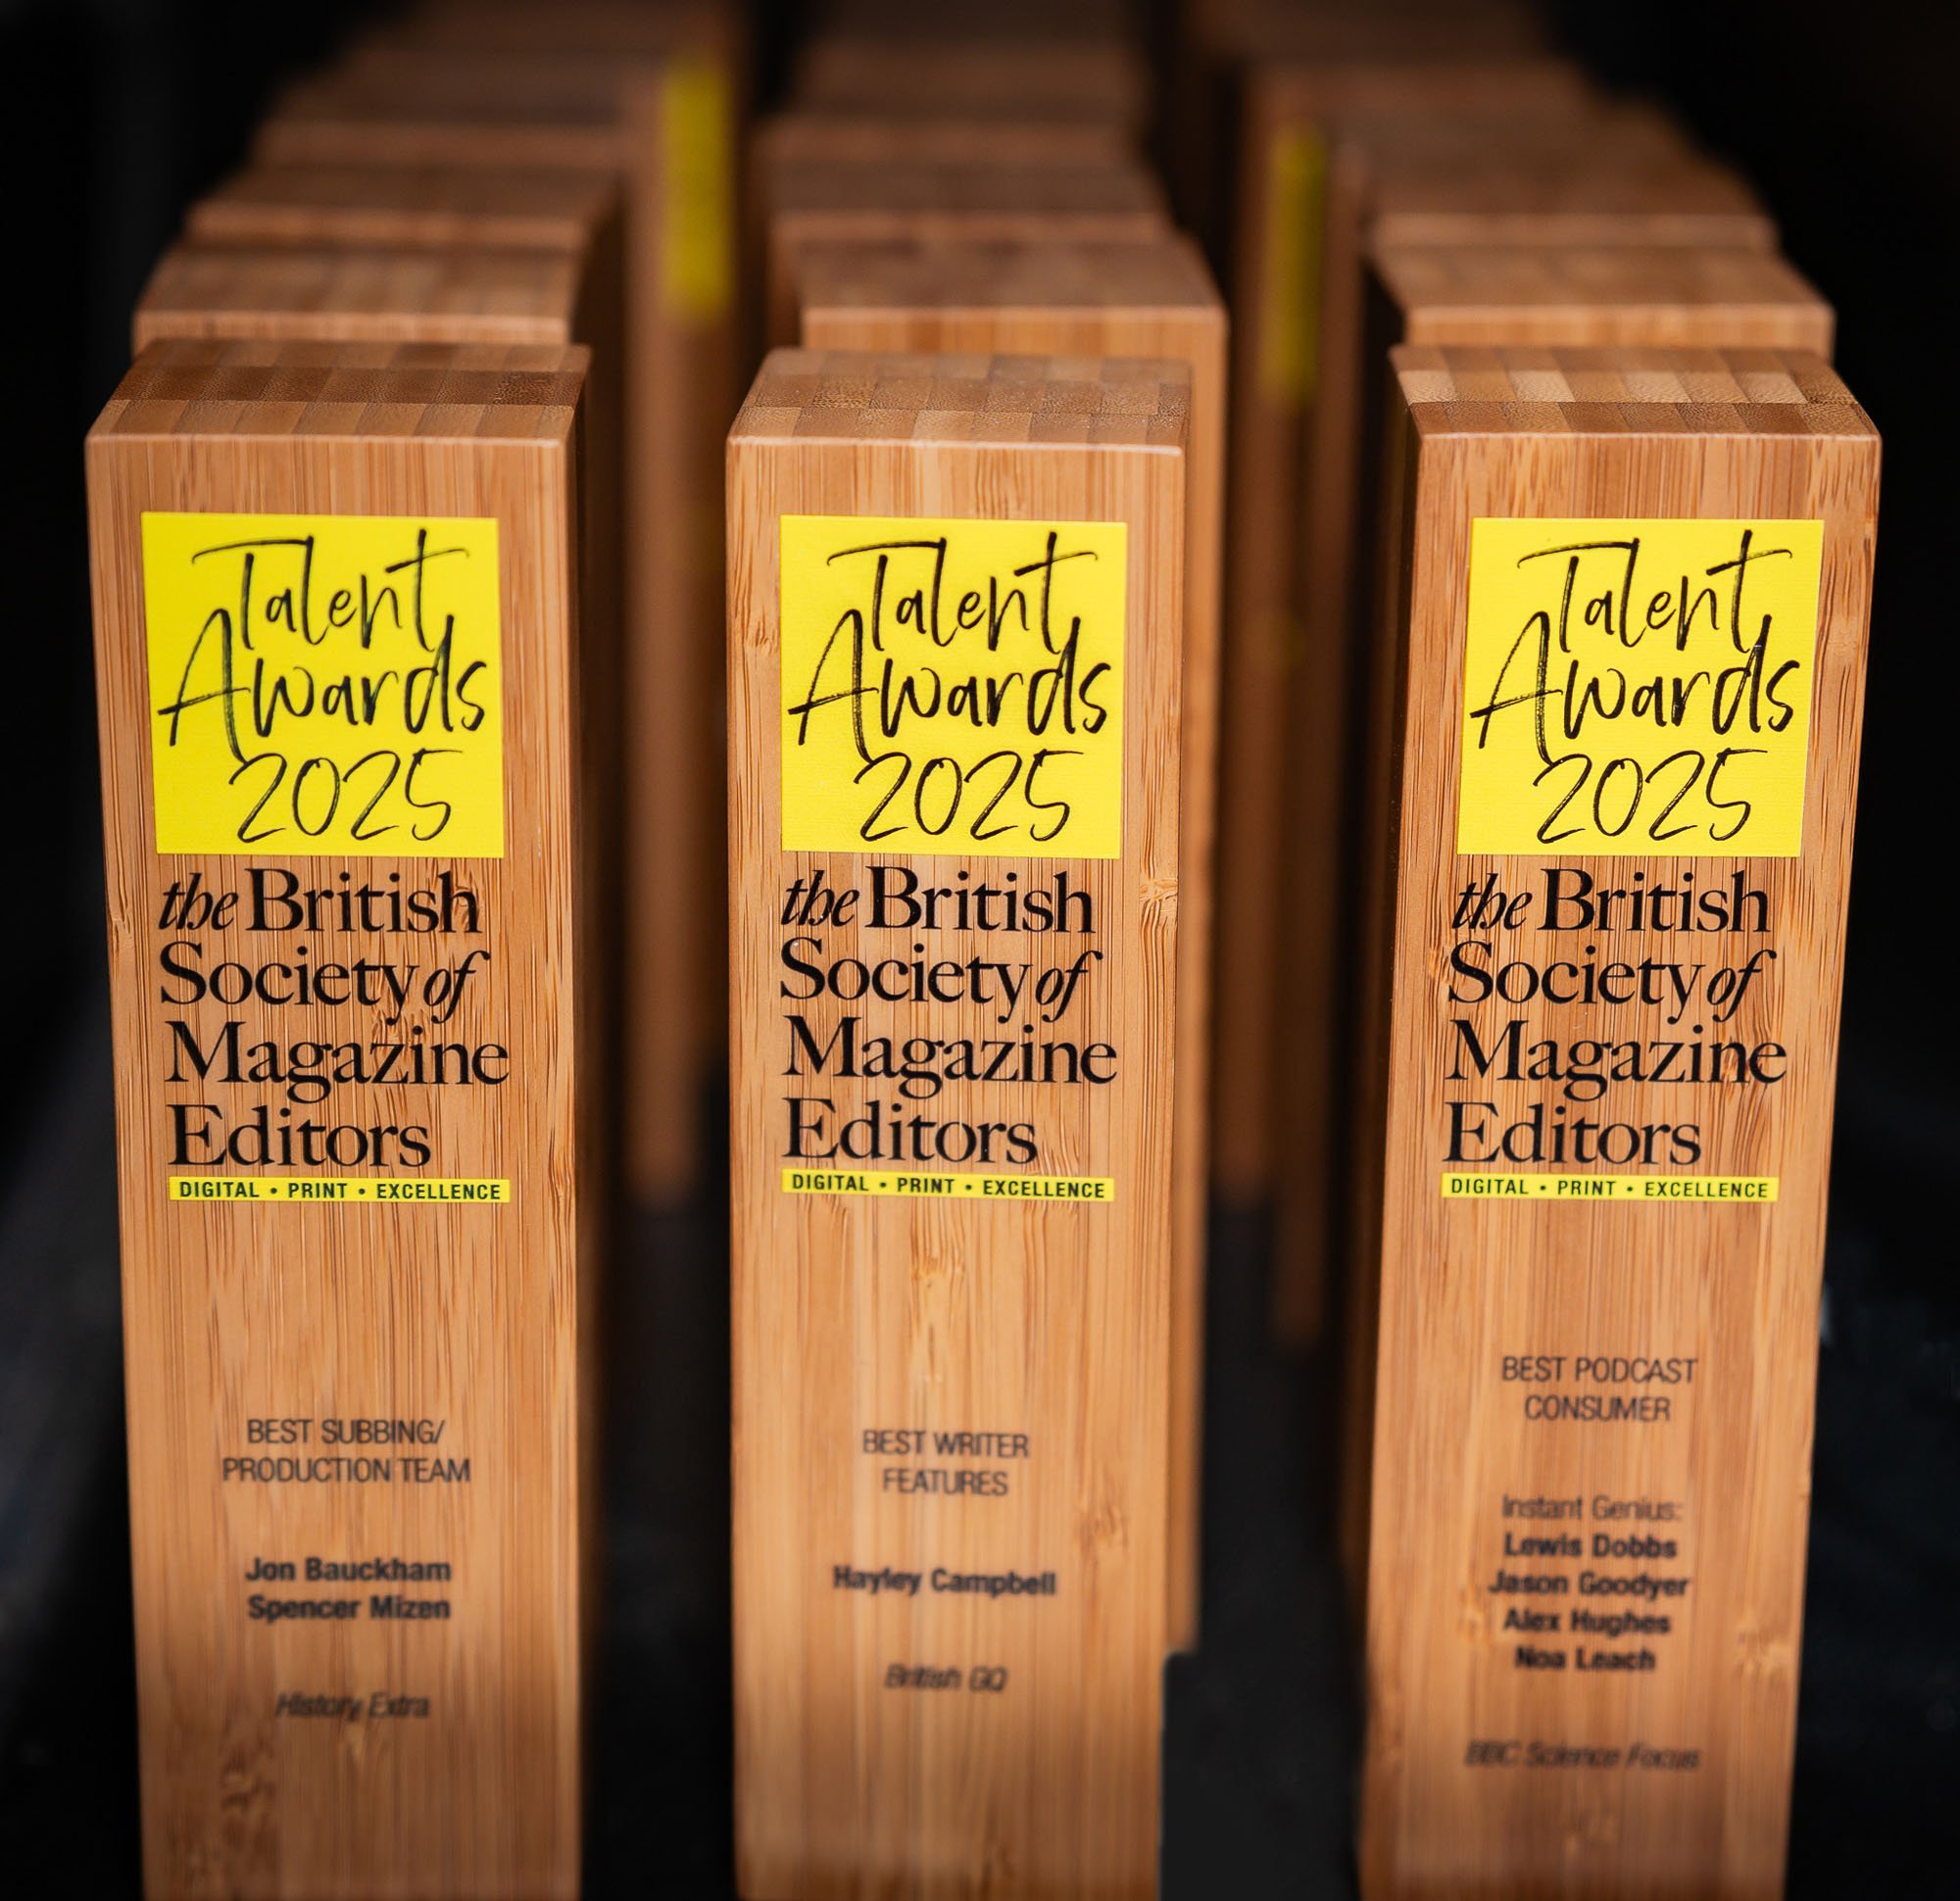 Talent
Awards
2025
the British
Society of
Magazine
Editors
DIGITAL • PRINT • EXCELLENCE
BEST SUBBING/
PRODUCTION TEAM
Jon Bauckham
Spencer Mizen
History Extra
Talent
Awards
2025
the British
Society of
Magazine
Editors
DIGITAL • PRINT • EXCELLENCE
BEST WRITER
FEATURES
Hayley Campbell
British GQ
Talent
Awards
2025
the British
Society of
Magazine
Editors
DIGITAL • PRINT • EXCELLENCE
BEST PODCAST
CONSUMER
Instant Genius:
Lewis Dobbs
Jason Goodyer
Alex Hughes
Noa Leach
BBC Science Focus